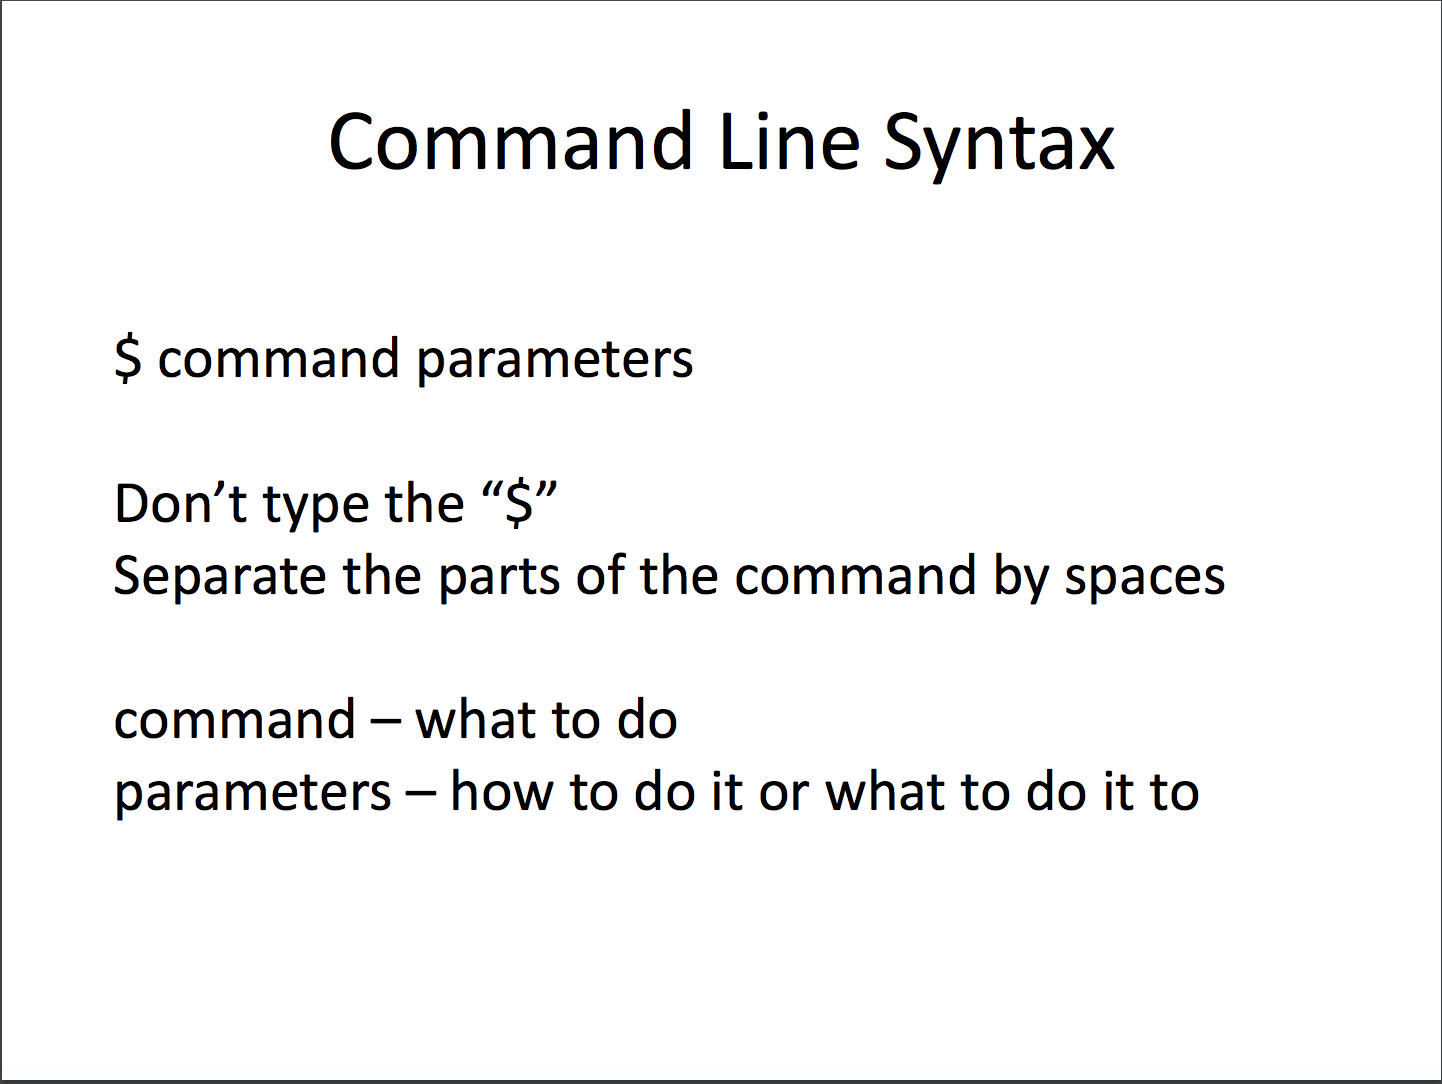 Command Line Syntax
$ command parameters
Don’t type the “$”
Separate the parts of the command by spaces
command – what to do
parameters – how to do it or what to do it to